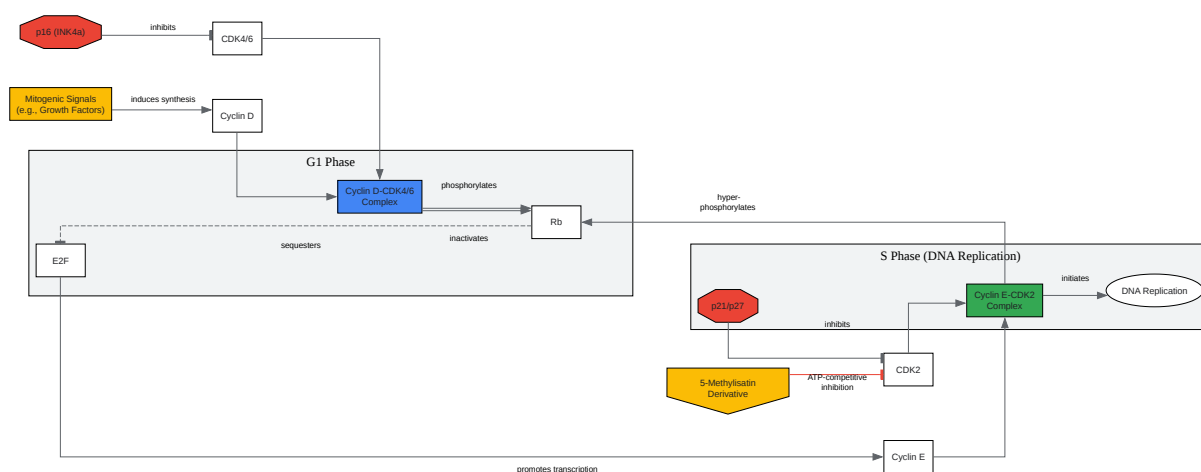 p16 (INK4a)
inhibits
CDK4/6
Mitogenic Signals
(e.g., Growth Factors)
induces synthesis
Cyclin D
G1 Phase
Cyclin D-CDK4/6
Complex
phosphorylates
Rb
inactivates
sequesters
E2F
hyper-
phosphorylates
S Phase (DNA Replication)
p21/p27
inhibits
Cyclin E-CDK2
Complex
initiates
DNA Replication
5-Methylisatin
Derivative
ATP-competitive
inhibition
CDK2
Cyclin E
promotes transcription